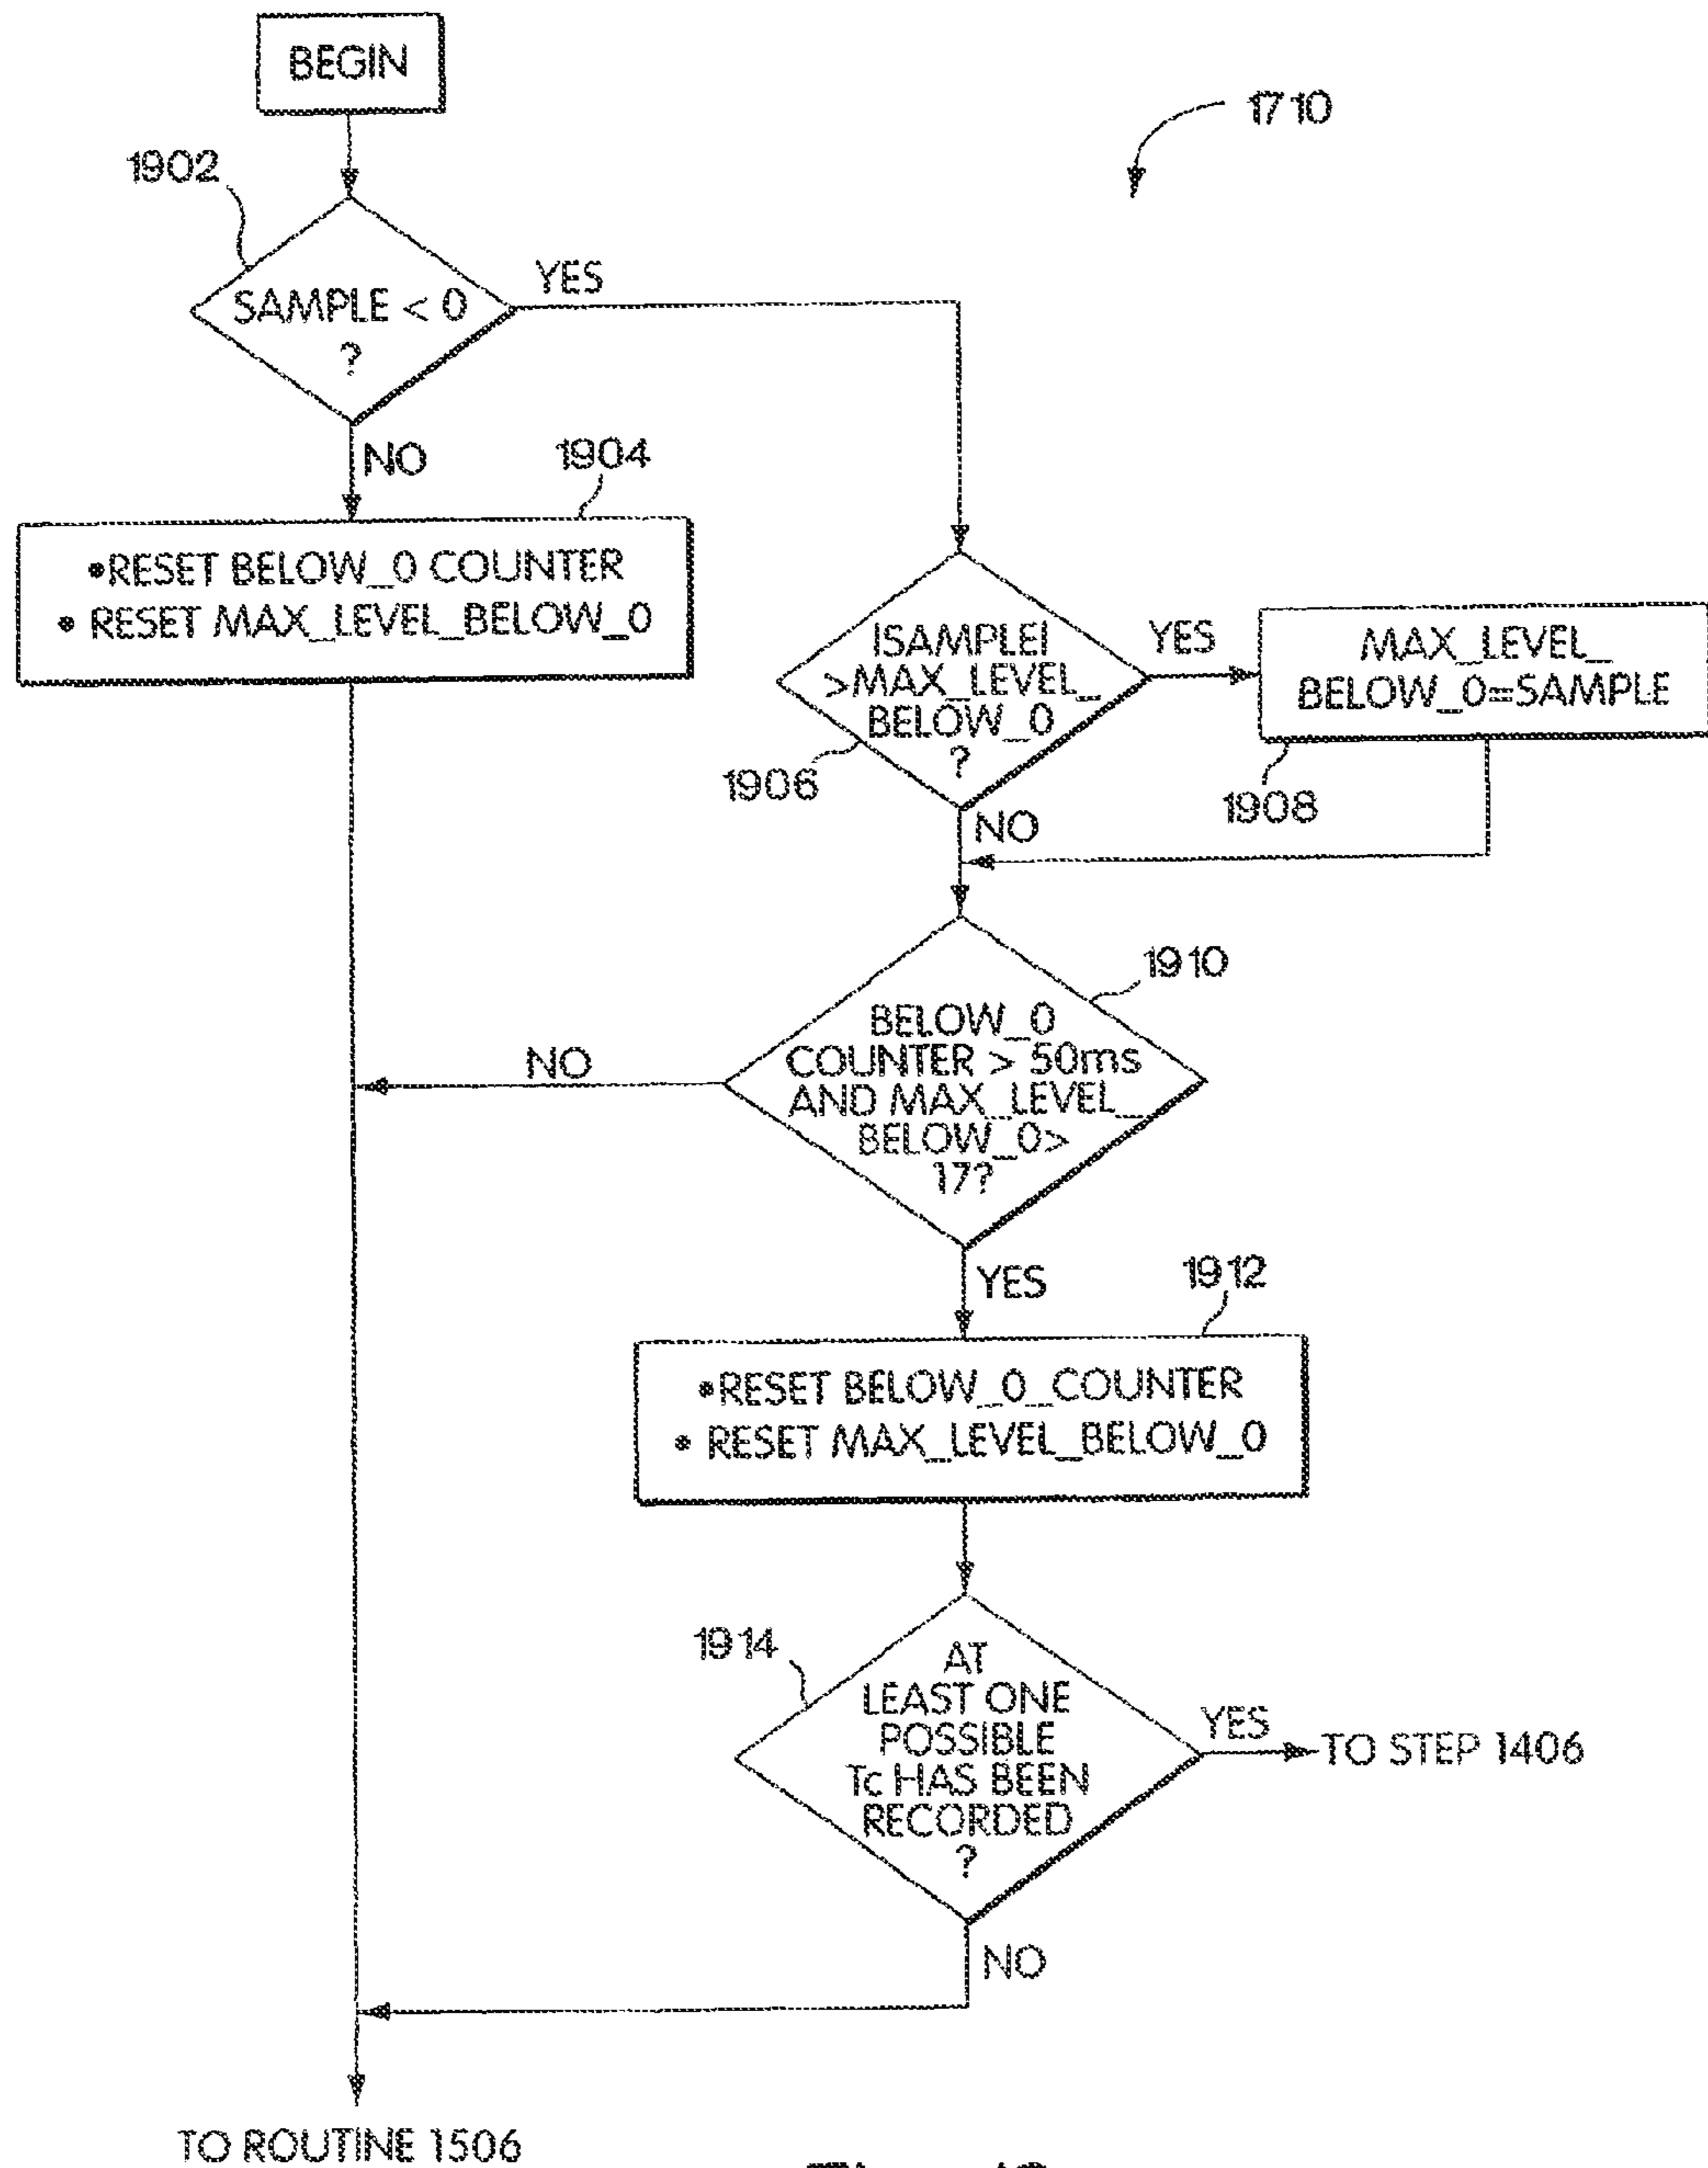 BEGIN
1710
1902
SAMPLE < 0
?
YES
NO
1904
•RESET BELOW_0 COUNTER
• RESET MAX_LEVEL_BELOW_0
|SAMPLE|
>MAX_LEVEL_
BELOW_0
?
YES
MAX_LEVEL_
BELOW_0=SAMPLE
1906
1908
NO
1910
BELOW_0
COUNTER > 50ms
AND MAX_LEVEL_
BELOW_0>
17?
NO
YES
1912
•RESET BELOW_0_COUNTER
• RESET MAX_LEVEL_BELOW_0
1914
AT
LEAST ONE
POSSIBLE
Tc HAS BEEN
RECORDED
?
YES
TO STEP 1406
NO
TO ROUTINE 1506